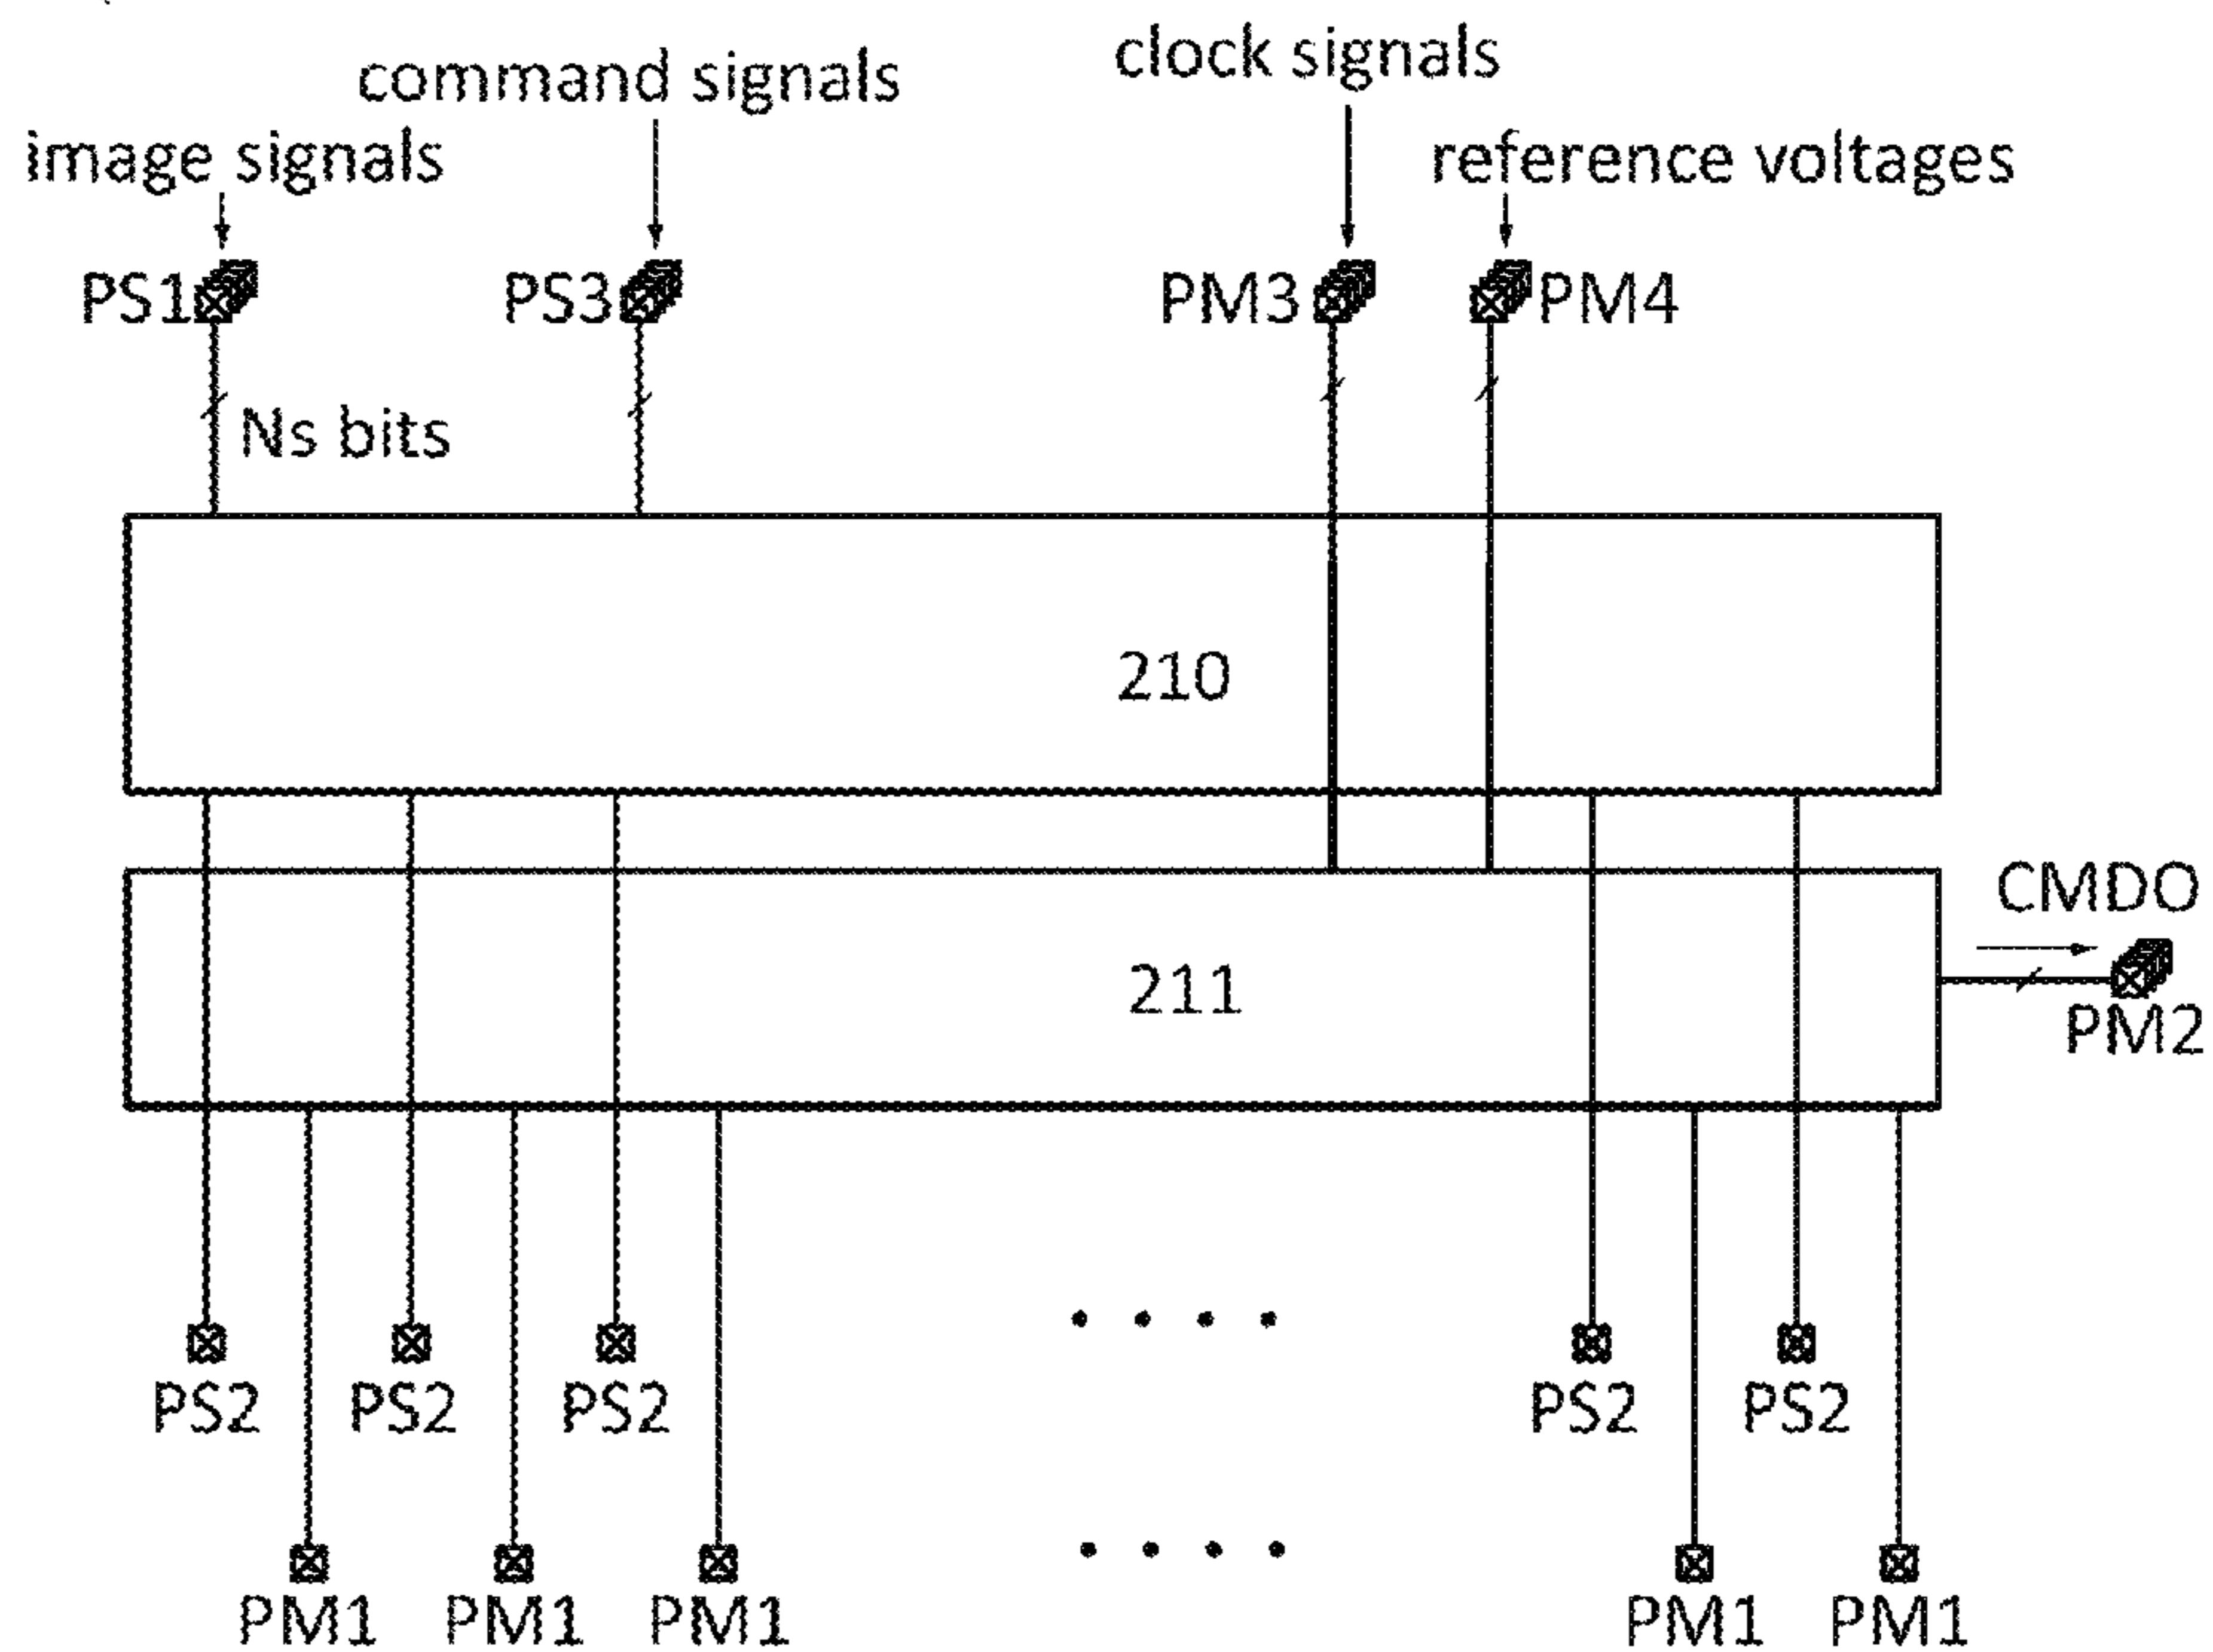 clock signals
command signals
image signals
reference voltages
PS1
PS3
PM3
PM4
Ns bits
210
CMDO
211
PM2
PS2 PS2 PS2 PS2 PS2
PM1 PM1 PM1 PM1 PM1